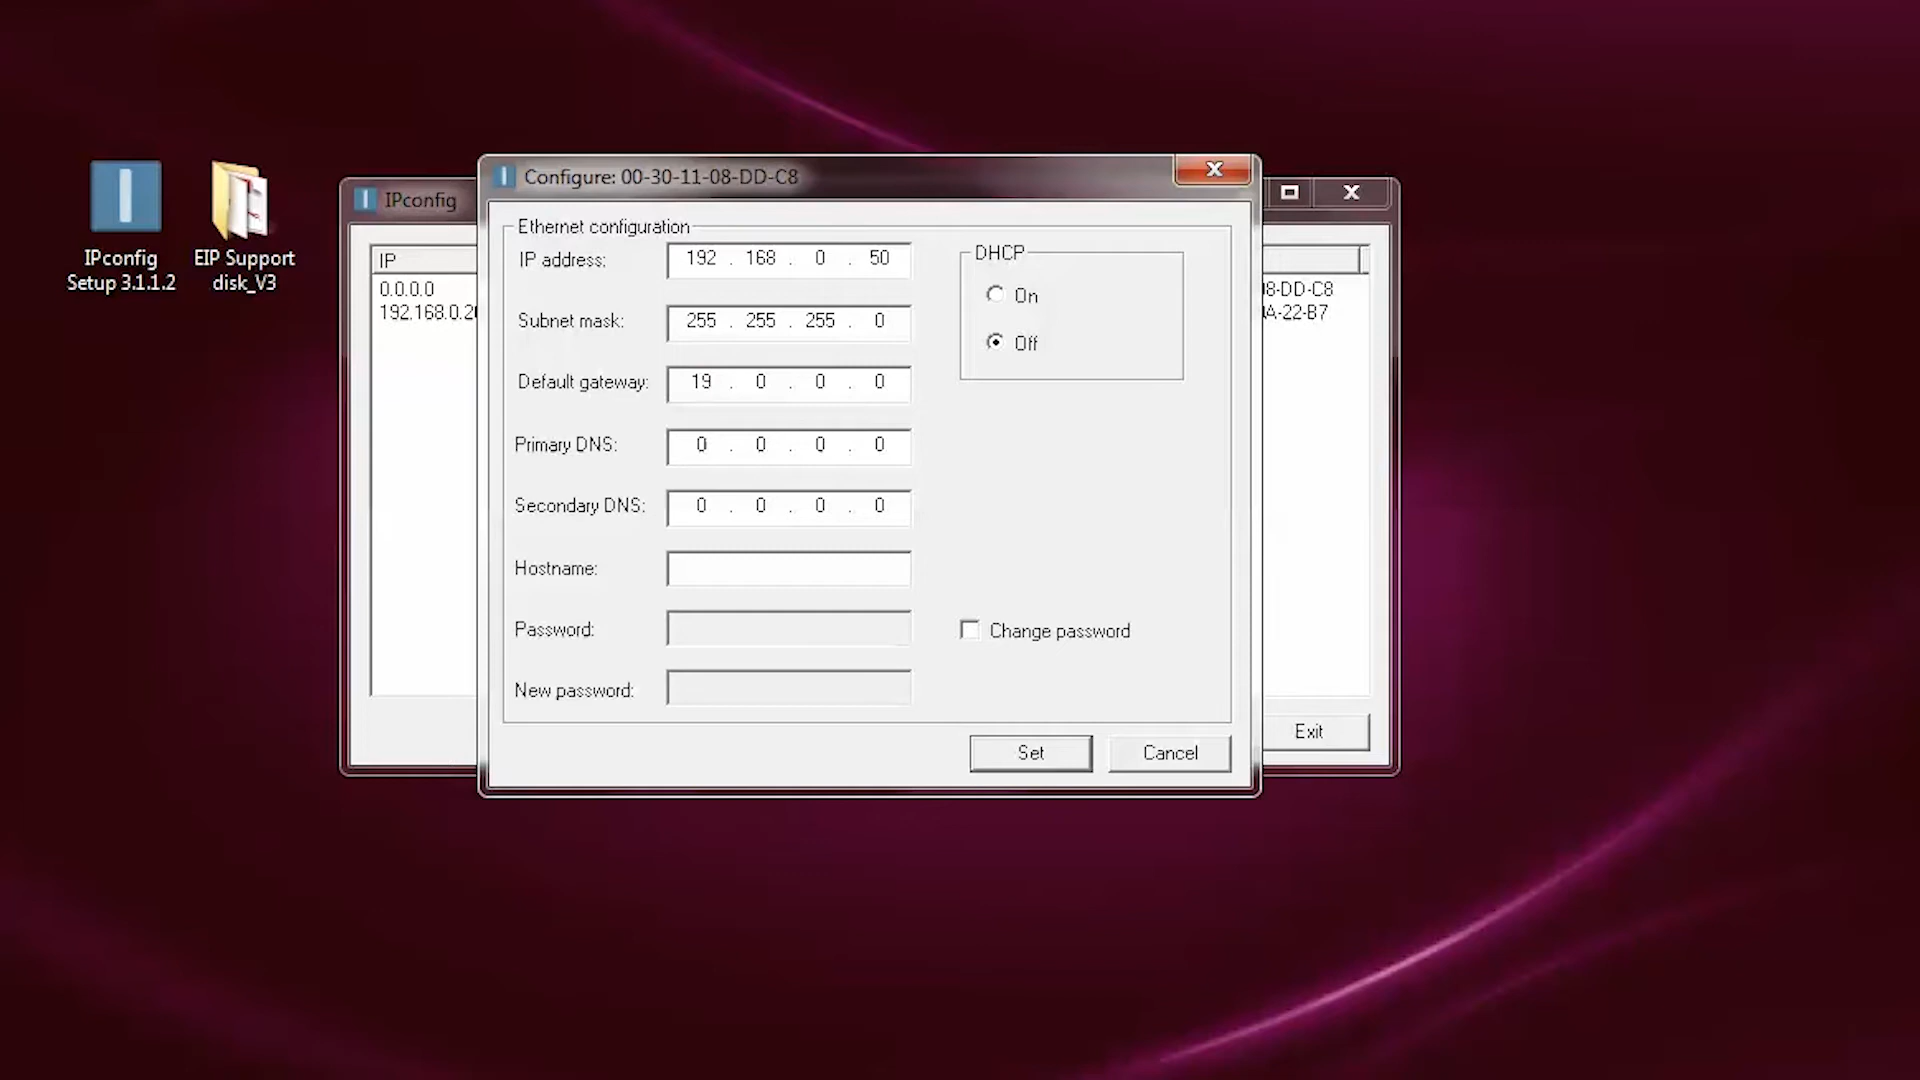 IPconfig
Setup 3.1.1.2
EIP Support
disk_V3
IPconfig
IP
0.0.0.0
192.168.0.20
Configure: 00-30-11-08-DD-C8
Ethernet configuration
IP address: 192 . 168 . 0 . 50
Subnet mask: 255 . 255 . 255 . 0
Default gateway: 19 . 0 . 0 . 0
Primary DNS: 0 . 0 . 0 . 0
Secondary DNS: 0 . 0 . 0 . 0
Hostname:
Password:
New password:
DHCP
On
Off
Change password
Set
Cancel
8-DD-C8
A-22-B7
Exit